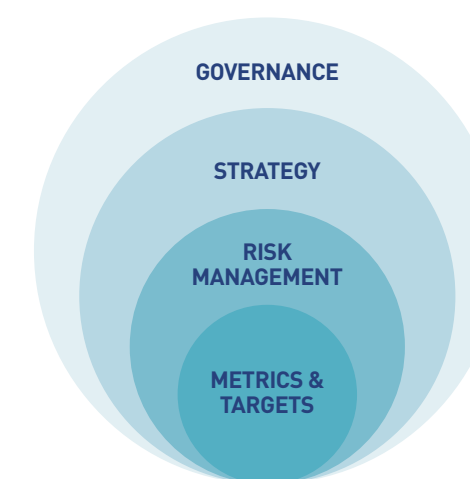 GOVERNANCE
STRATEGY
RISK
MANAGEMENT
METRICS &
TARGETS